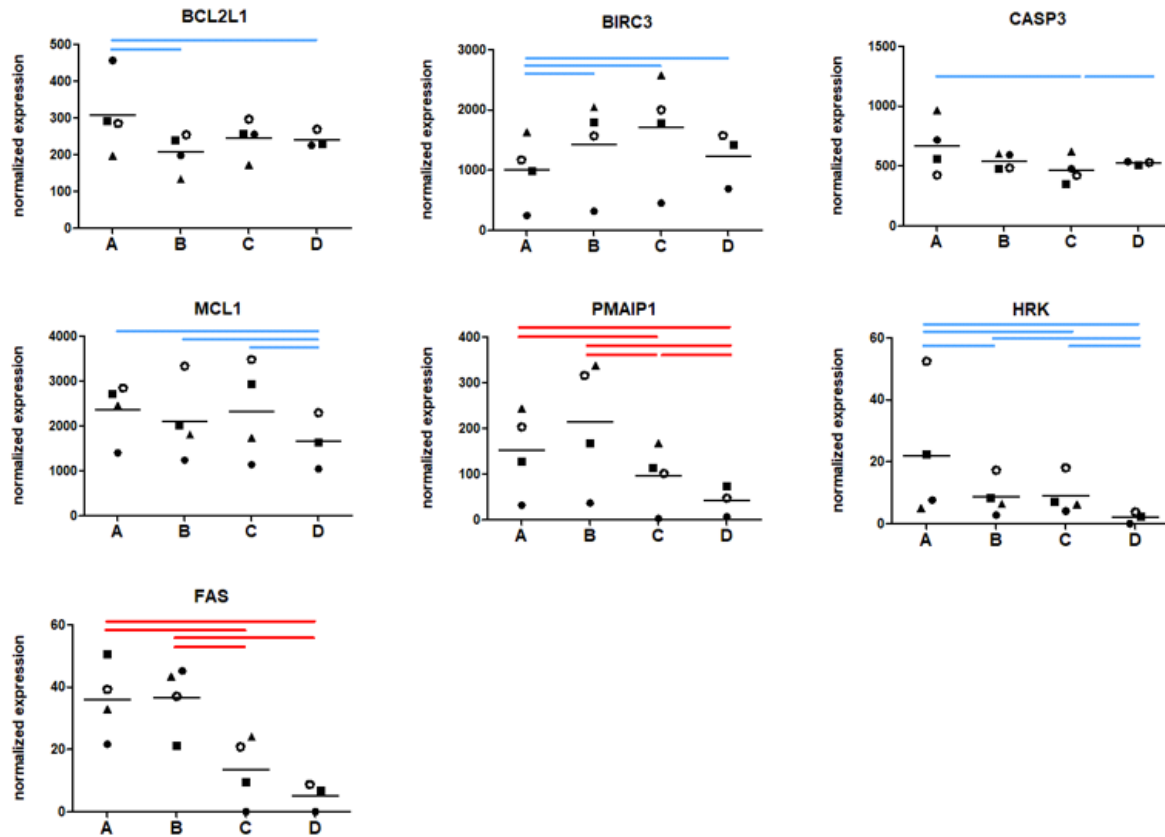 BCL2L1
normalized expression
500
400
300
200
100
0
A B C D
BIRC3
normalized expression
3000
2000
1000
0
A B C D
CASP3
normalized expression
1500
1000
500
0
A B C D
MCL1
normalized expression
4000
3000
2000
1000
0
A B C D
PMAIP1
normalized expression
400
300
200
100
0
A B C D
HRK
normalized expression
60
40
20
0
A B C D
FAS
normalized expression
60
40
20
0
A B C D